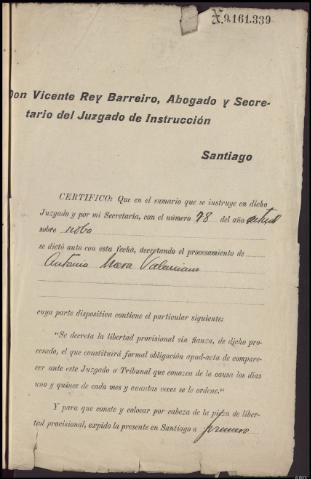 X.9.161.339
Don Vicente Rey Barreiro, Abogado y Secre-
tario del Juzgado de Instrucción
Santiago
CERTIFICO: Que en el sumario que se instruye en dicho
Juzgado y por mi Secretaría, con el número 78 del año actual
sobre robo
se dictó auto con esta fecha, decretando el procesamiento de
Antonio
cuya parte dispositiva contiene el particular siguiente:
"Se decreta la libertad provisional sin fianza, de dicho pro-
cesado, el que constituirá formal obligación apud-acta de compare-
cer ante este Juzgado o Tribunal que conozca de la causa los días
uno y quince de cada mes y cuantas veces se le ordene."
Y para que conste y colocar por cabeza de la pieza de liber-
tad provisional, expido la presente en Santiago a primero